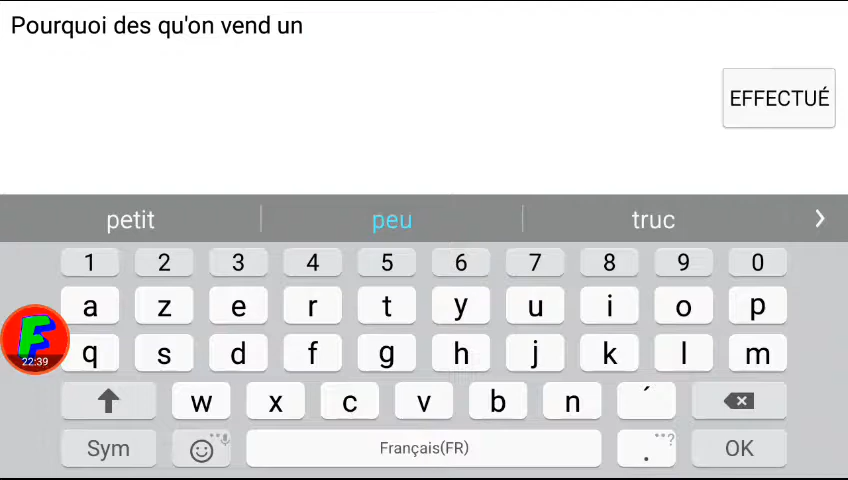 Pourquoi des qu'on vend un
EFFECTUÉ
petit peu truc
1 2 3 4 5 6 7 8 9 0
a z e r t y u i o p
F
22:39
q s d f g h j k l m
w x c v b n ´
Sym ? Français(FR) . ? OK